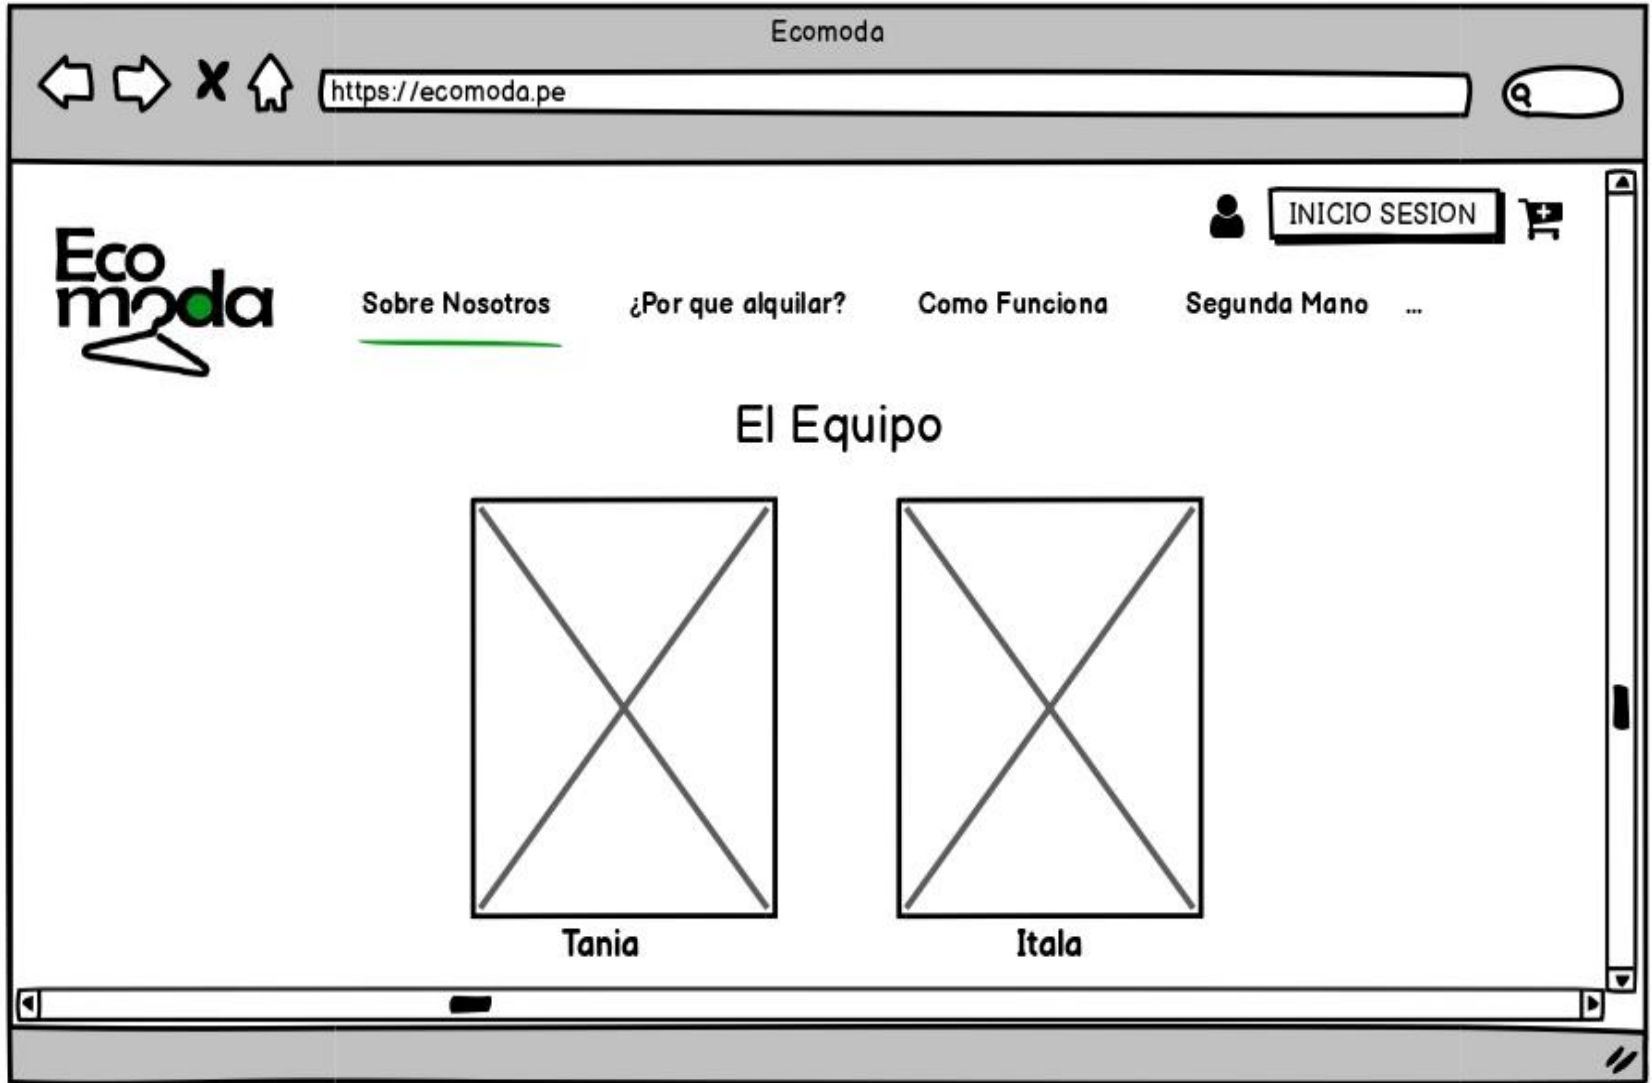 Ecomoda
https://ecomoda.pe
INICIO SESION
Eco
moda
Sobre Nosotros ¿Por que alquilar? Como Funciona Segunda Mano ...
El Equipo
Tania Itala